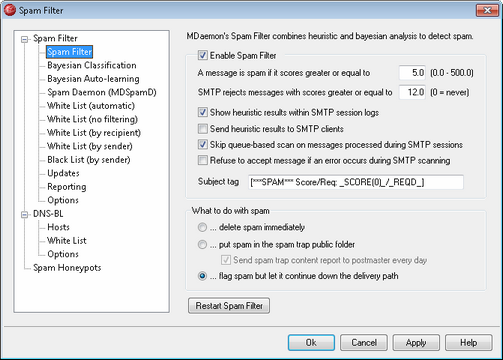 Spam Filter
Spam Filter
Spam Filter
Bayesian Classification
Bayesian Auto-learning
Spam Daemon (MDSpamD)
White List (automatic)
White List (no filtering)
White List (by recipient)
White List (by sender)
Black List (by sender)
Updates
Reporting
Options
DNS-BL
Hosts
White List
Options
Spam Honeypots
MDaemon's Spam Filter combines heuristic and bayesian analysis to detect spam.
Enable Spam Filter
A message is spam if it scores greater or equal to 5.0 (0.0 - 500.0)
SMTP rejects messages with scores greater or equal to 12.0 (0 = never)
Show heuristic results within SMTP session logs
Send heuristic results to SMTP clients
Skip queue-based scan on messages processed during SMTP sessions
Refuse to accept message if an error occurs during SMTP scanning
Subject tag [***SPAM*** Score/Req: _SCORE(0)_/_REQD_]
What to do with spam
... delete spam immediately
... put spam in the spam trap public folder
Send spam trap content report to postmaster every day
... flag spam but let it continue down the delivery path
Restart Spam Filter
Ok Cancel Apply Help